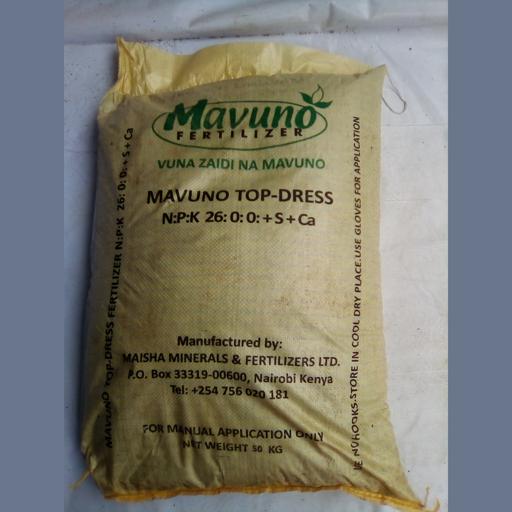 Mavuno
FERTILIZER
VUNA ZAIDI NA MAVUNO
MAVUNO TOP-DRESS
N:P:K 26: 0: 0: + S + Ca
Manufactured by:
MAISHA MINERALS & FERTILIZERS LTD.
P.O. Box 33319-00600, Nairobi Kenya
Tel: +254 756 020 181
FOR MANUAL APPLICATION ONLY
NET WEIGHT 50 KG
MAVUNO TOP-DRESS FERTILIZER N:P:K 26: 0: 0: + S + Ca
HOOKS.STORE IN COOL DRY PLACE.USE GLOVES FOR APPLICATION